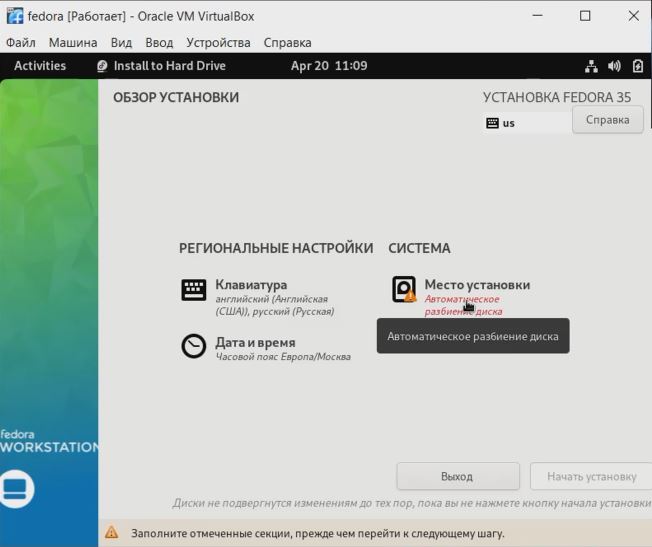 fedora [Работает] - Oracle VM VirtualBox
Файл Машина Вид Ввод Устройства Справка
Activities Install to Hard Drive Apr 20 11:09
ОБЗОР УСТАНОВКИ
УСТАНОВКА FEDORA 35
us
Справка
РЕГИОНАЛЬНЫЕ НАСТРОЙКИ
СИСТЕМА
Клавиатура
английский (Английская
(США)), русский (Русская)
Место установки
Автоматическое
разбиение диска
Автоматическое разбиение диска
Дата и время
Часовой пояс Европа/Москва
fedora
WORKSTATION
Выход
Начать установку
Диски не подвергнутся изменениям до тех пор, пока вы не нажмете кнопку начала установки
Заполните отмеченные секции, прежде чем перейти к следующему шагу.